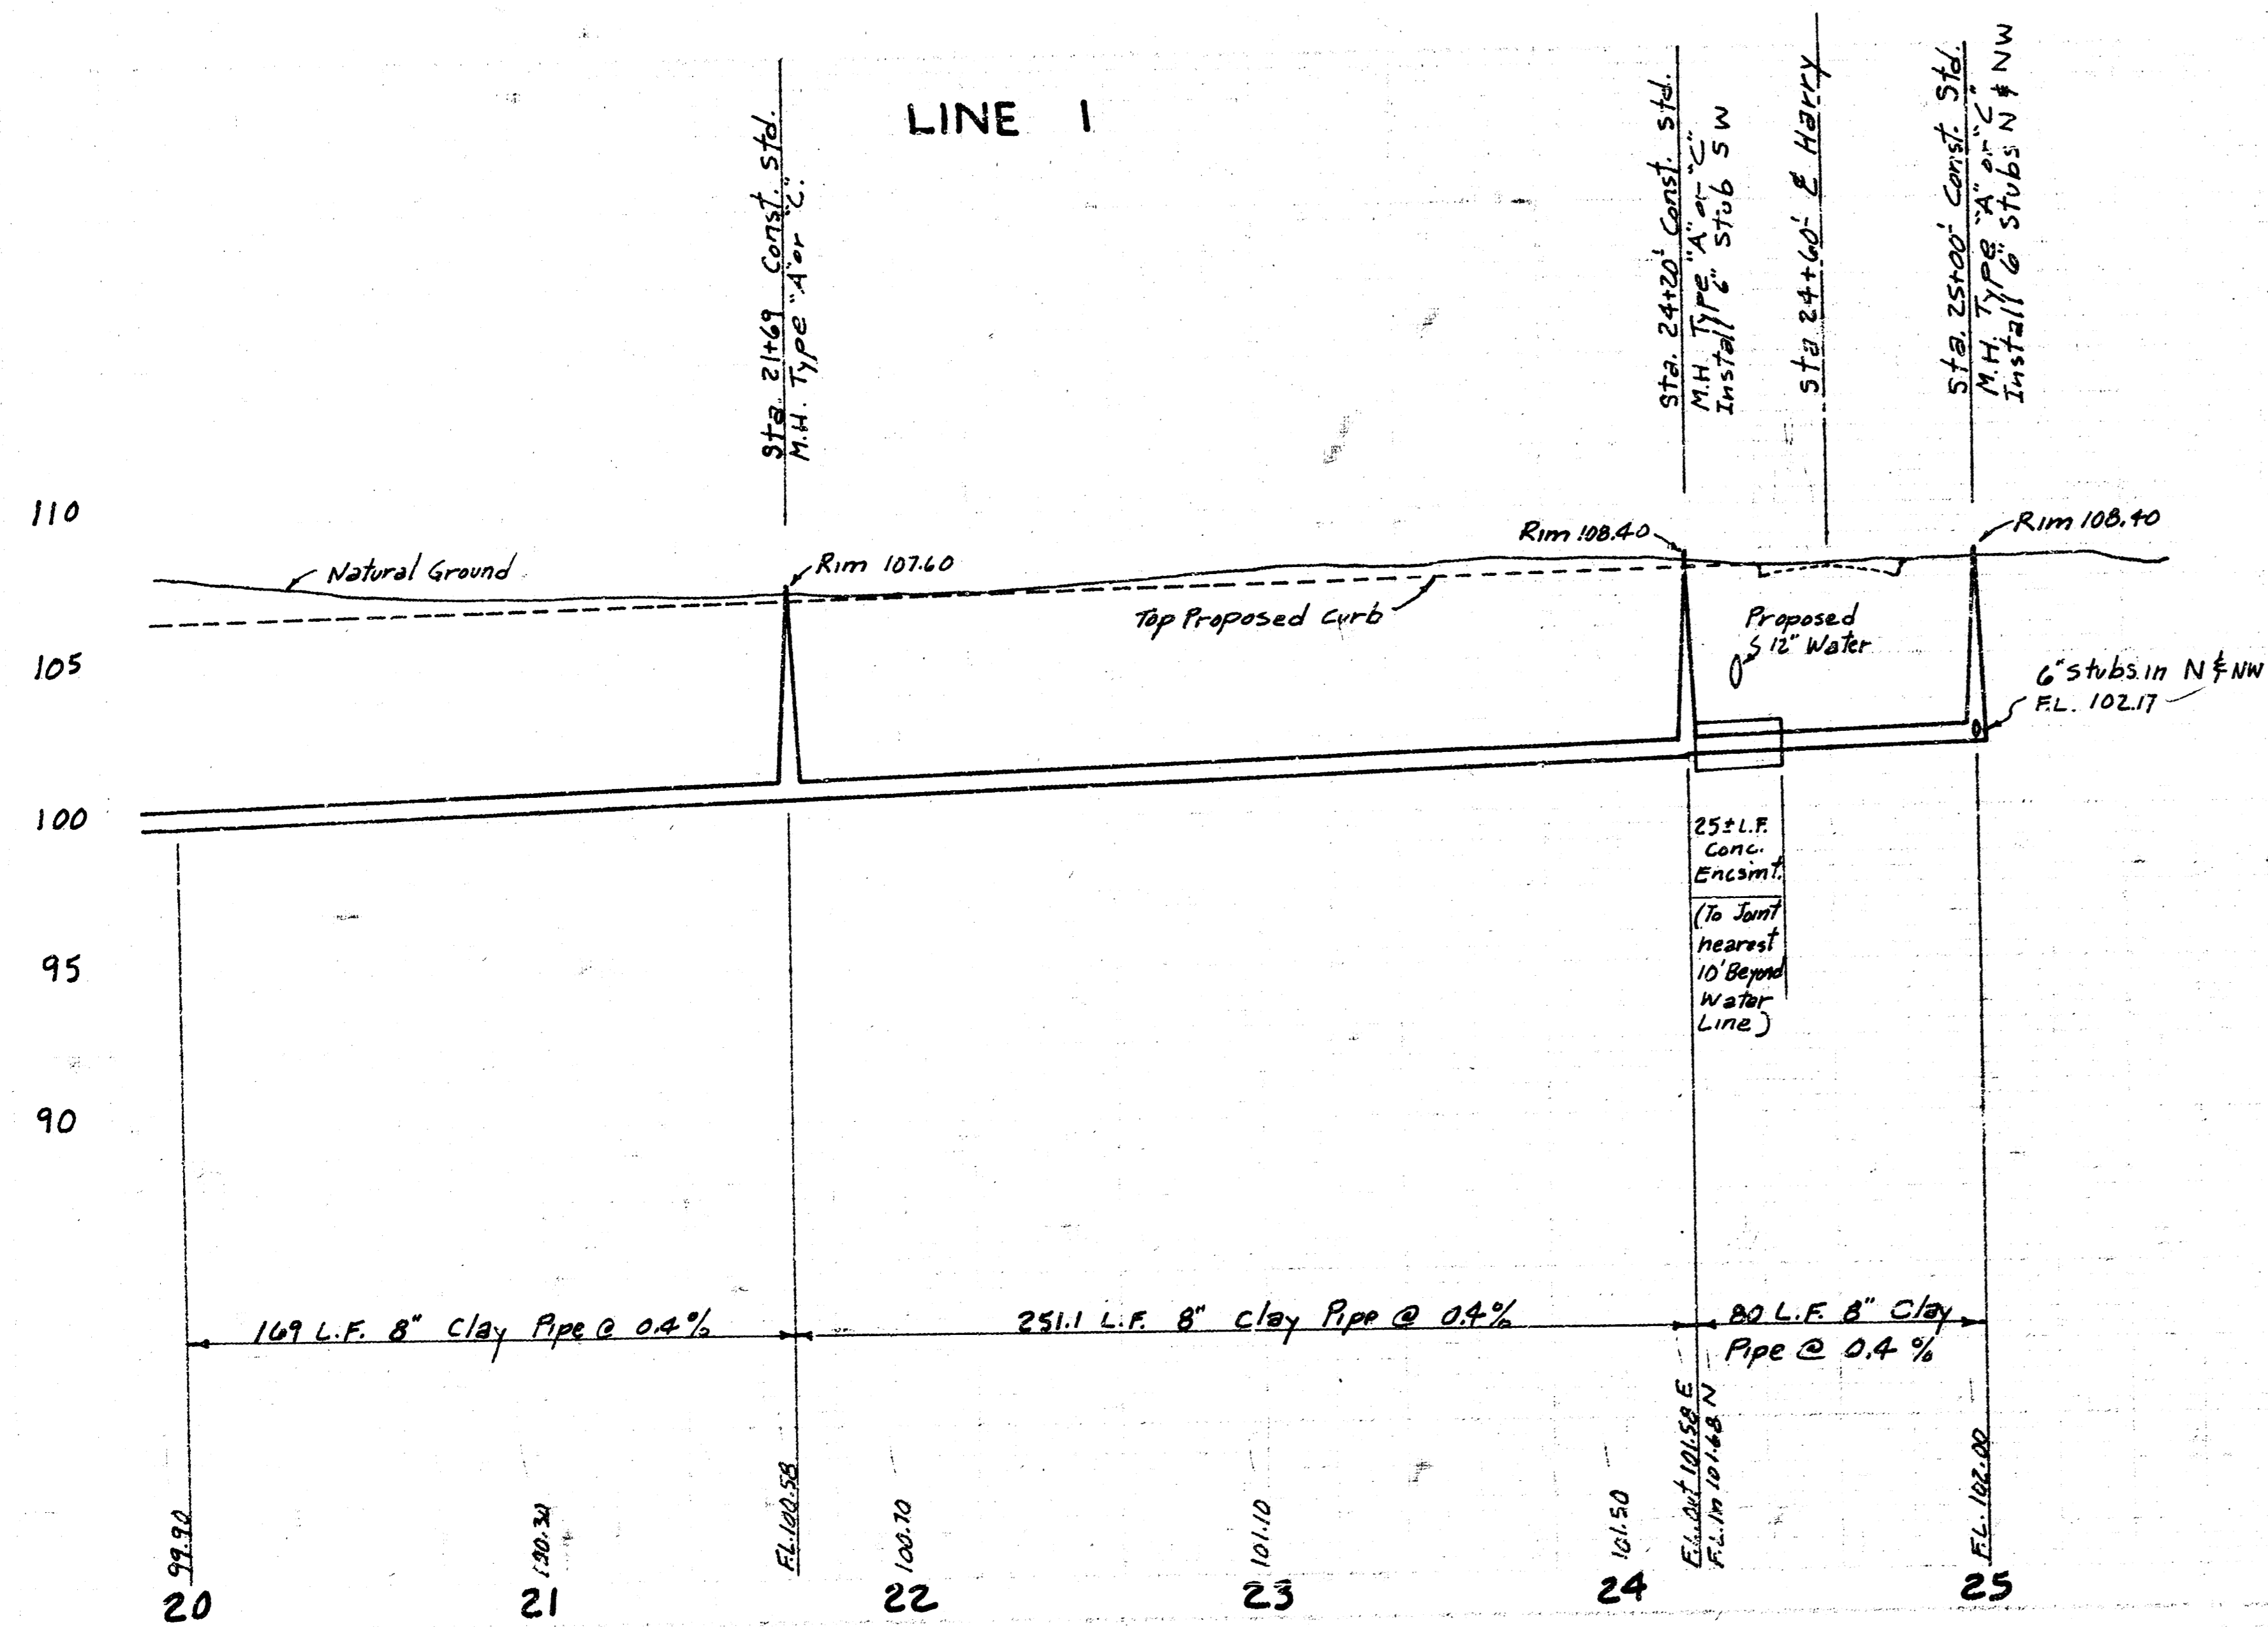 LINE 1
Sta 21+69 Const. std.
M.H. Type "A" or "C".
Sta. 24+20' Const. std.
M.H. Type "A" or "C"
Install 6" Stub SW
Sta 24+60' ℄ Harry
Sta. 25+00' Const. Std.
M.H. Type "A" or "C"
Install 6" Stubs N & NW
110
Natural Ground
Rim 107.60
Rim 108.40
Rim 108.40
Top Proposed Curb
Proposed
12" Water
105
6" stubs in N & NW
F.L. 102.17
100
25± L.F.
Conc.
Encsmt.
(To Joint
nearest
10' Beyond
Water
Line)
95
90
169 L.F. 8" Clay Pipe @ 0.4%
251.1 L.F. 8" Clay Pipe @ 0.4%
80 L.F. 8" Clay
Pipe @ 0.4%
99.90
F.L. 100.58
100.70
101.10
101.50
F.L. Out 101.58 E
F.L. In 101.68 N
F.L. 102.00
20 21 22 23 24 25